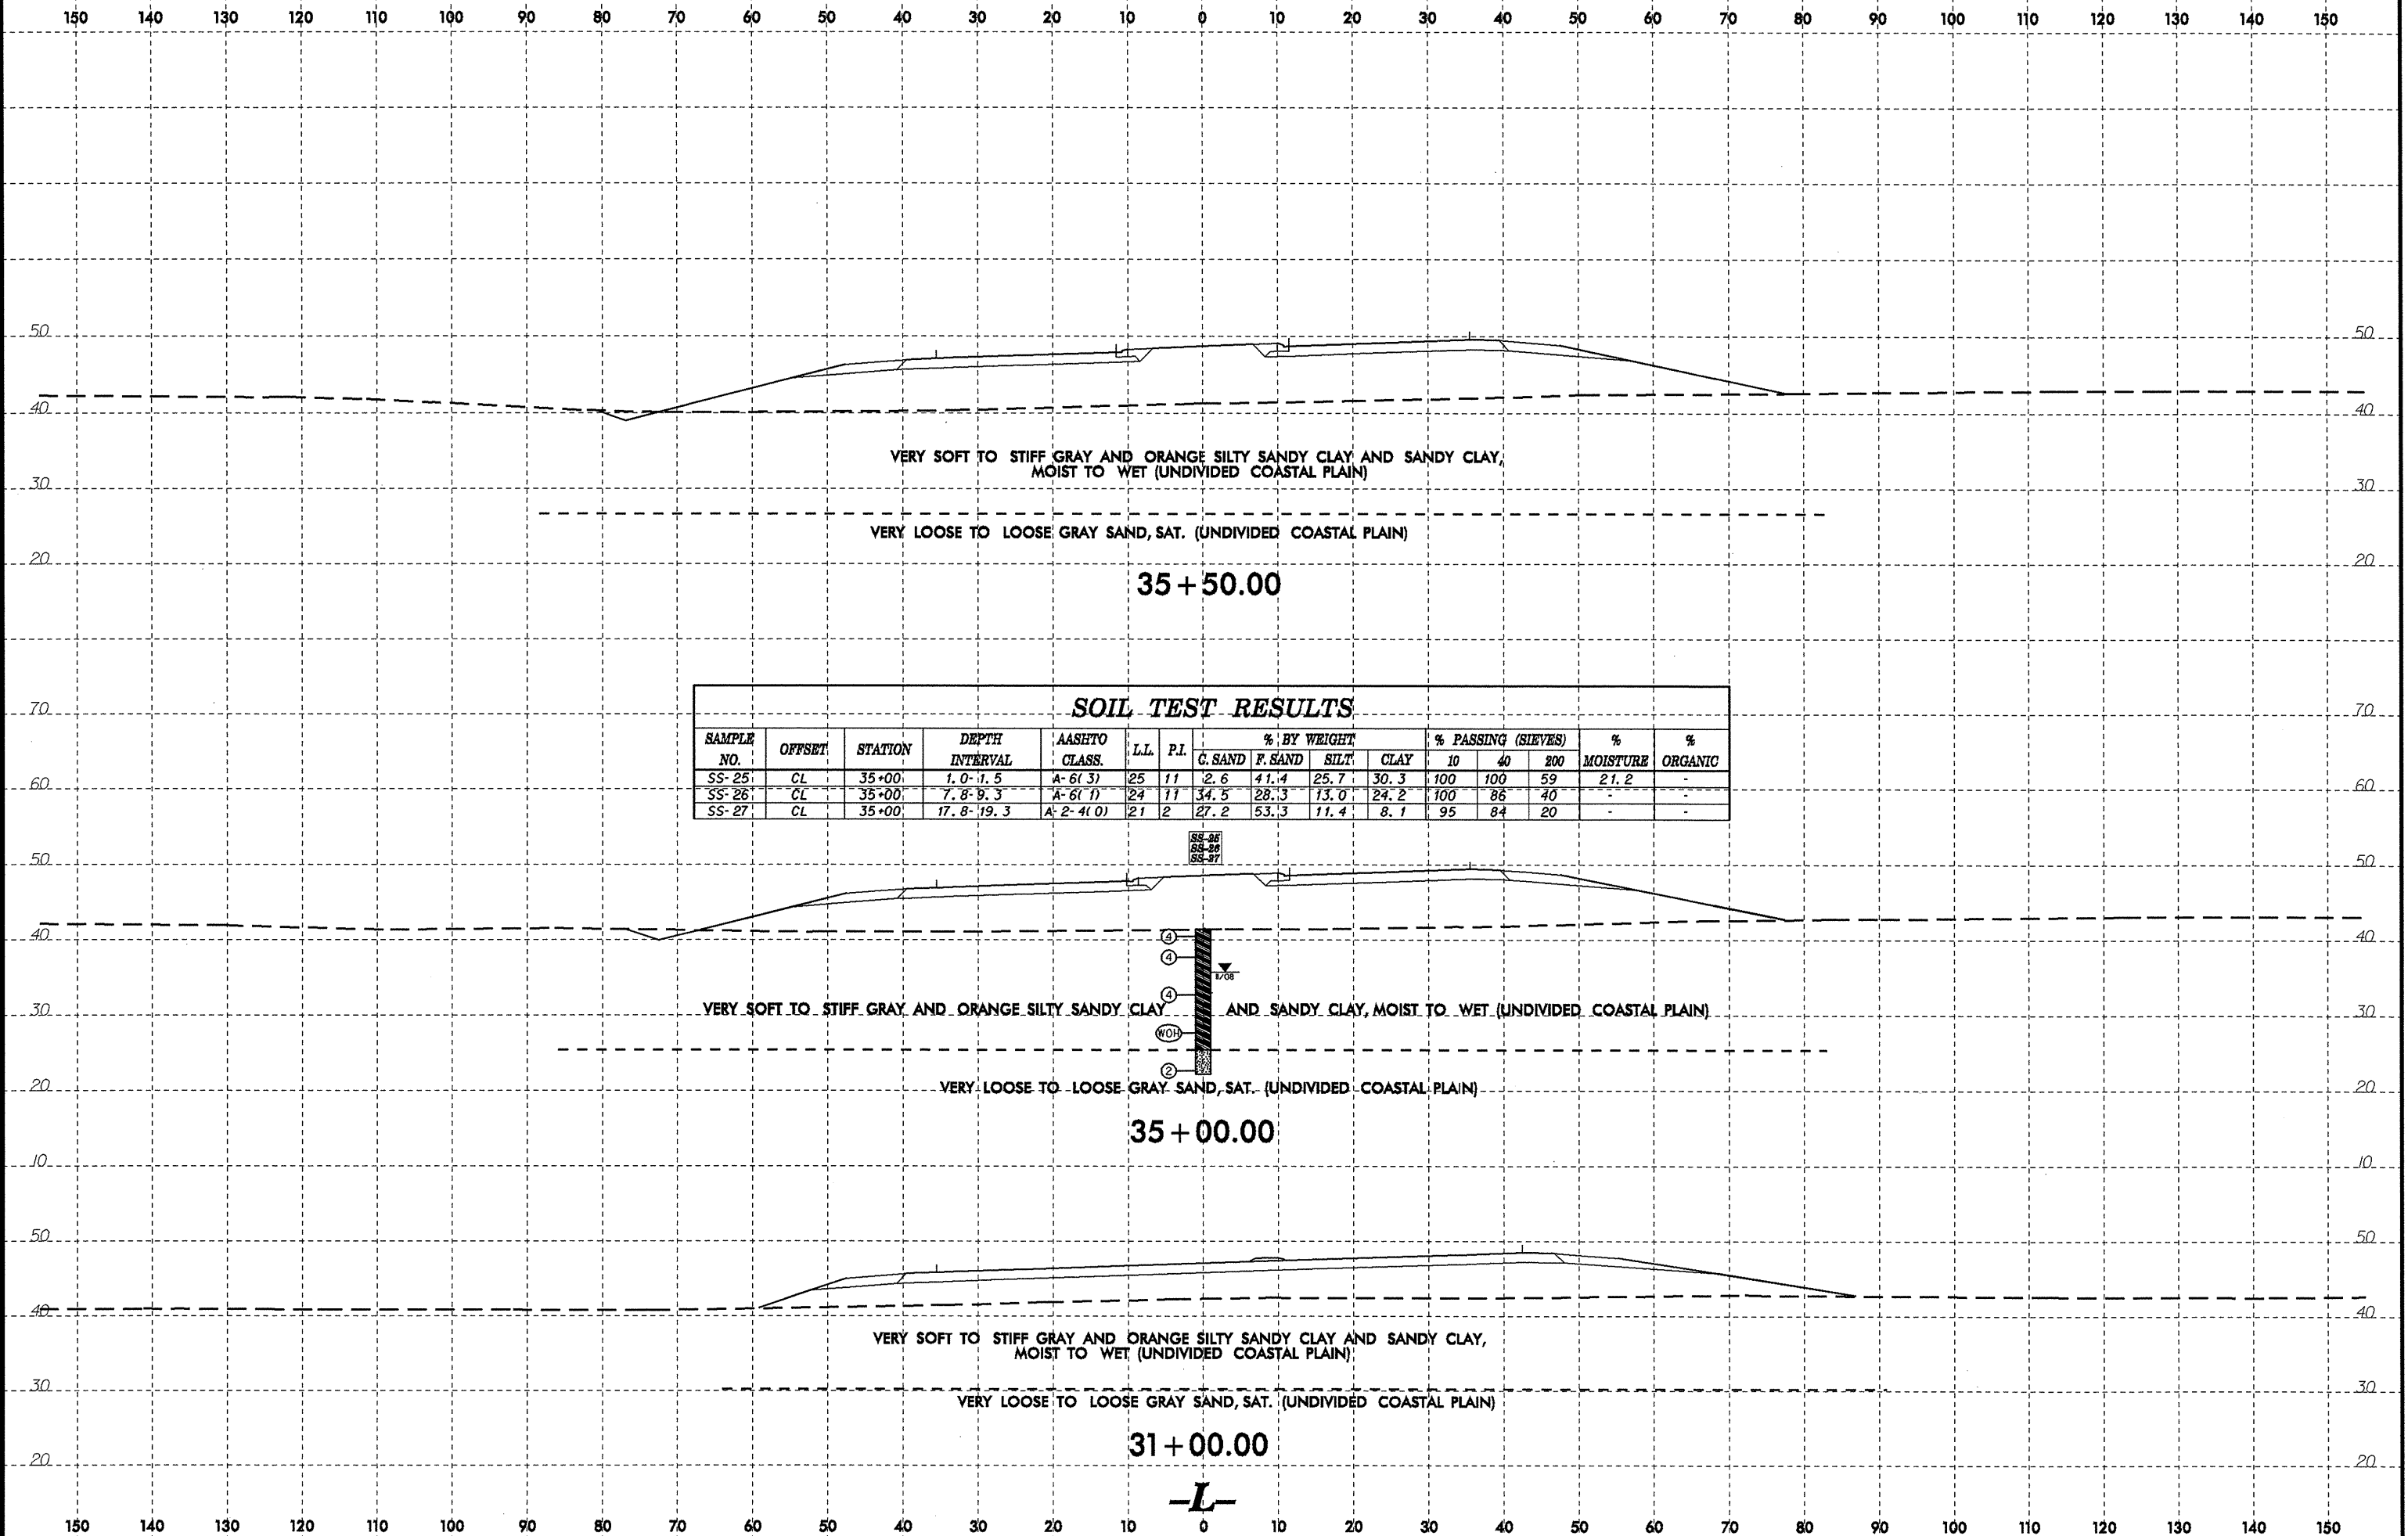 150 140 130 120 110 100 90 80 70 60 50 40 30 20 10 0 10 20 30 40 50 60 70 80 90 100 110 120 130 140 150
50 50
40 40
VERY SOFT TO STIFF GRAY AND ORANGE SILTY SANDY CLAY AND SANDY CLAY,
MOIST TO WET (UNDIVIDED COASTAL PLAIN)
30 30
VERY LOOSE TO LOOSE GRAY SAND, SAT. (UNDIVIDED COASTAL PLAIN)
20 20
35+50.00
70 70
SOIL TEST RESULTS
SAMPLE NO. OFFSET STATION DEPTH INTERVAL AASHTO CLASS. L.L. P.I. % BY WEIGHT % PASSING (SIEVES) % MOISTURE % ORGANIC
C. SAND F. SAND SILT CLAY 10 40 200
SS-25 CL 35+00 1.0-1.5 A-6(3) 25 11 2.6 41.4 25.7 30.3 100 100 59 21.2 -
SS-26 CL 35+00 7.8-9.3 A-6(1) 24 11 34.5 28.3 13.0 24.2 100 86 40 - -
SS-27 CL 35+00 17.8-19.3 A-2-4(0) 21 2 27.2 53.3 11.4 8.1 95 84 20 - -
60 60
SS-25
SS-26
SS-27
50 50
40 40
4
4
11/08
4
VERY SOFT TO STIFF GRAY AND ORANGE SILTY SANDY CLAY AND SANDY CLAY, MOIST TO WET (UNDIVIDED COASTAL PLAIN)
30 30
WOH
2
VERY LOOSE TO LOOSE GRAY SAND, SAT. (UNDIVIDED COASTAL PLAIN)
20 20
35+00.00
10 10
50 50
40 40
VERY SOFT TO STIFF GRAY AND ORANGE SILTY SANDY CLAY AND SANDY CLAY,
MOIST TO WET (UNDIVIDED COASTAL PLAIN)
30 30
VERY LOOSE TO LOOSE GRAY SAND, SAT. (UNDIVIDED COASTAL PLAIN)
31+00.00
20 20
-L-
150 140 130 120 110 100 90 80 70 60 50 40 30 20 10 0 10 20 30 40 50 60 70 80 90 100 110 120 130 140 150